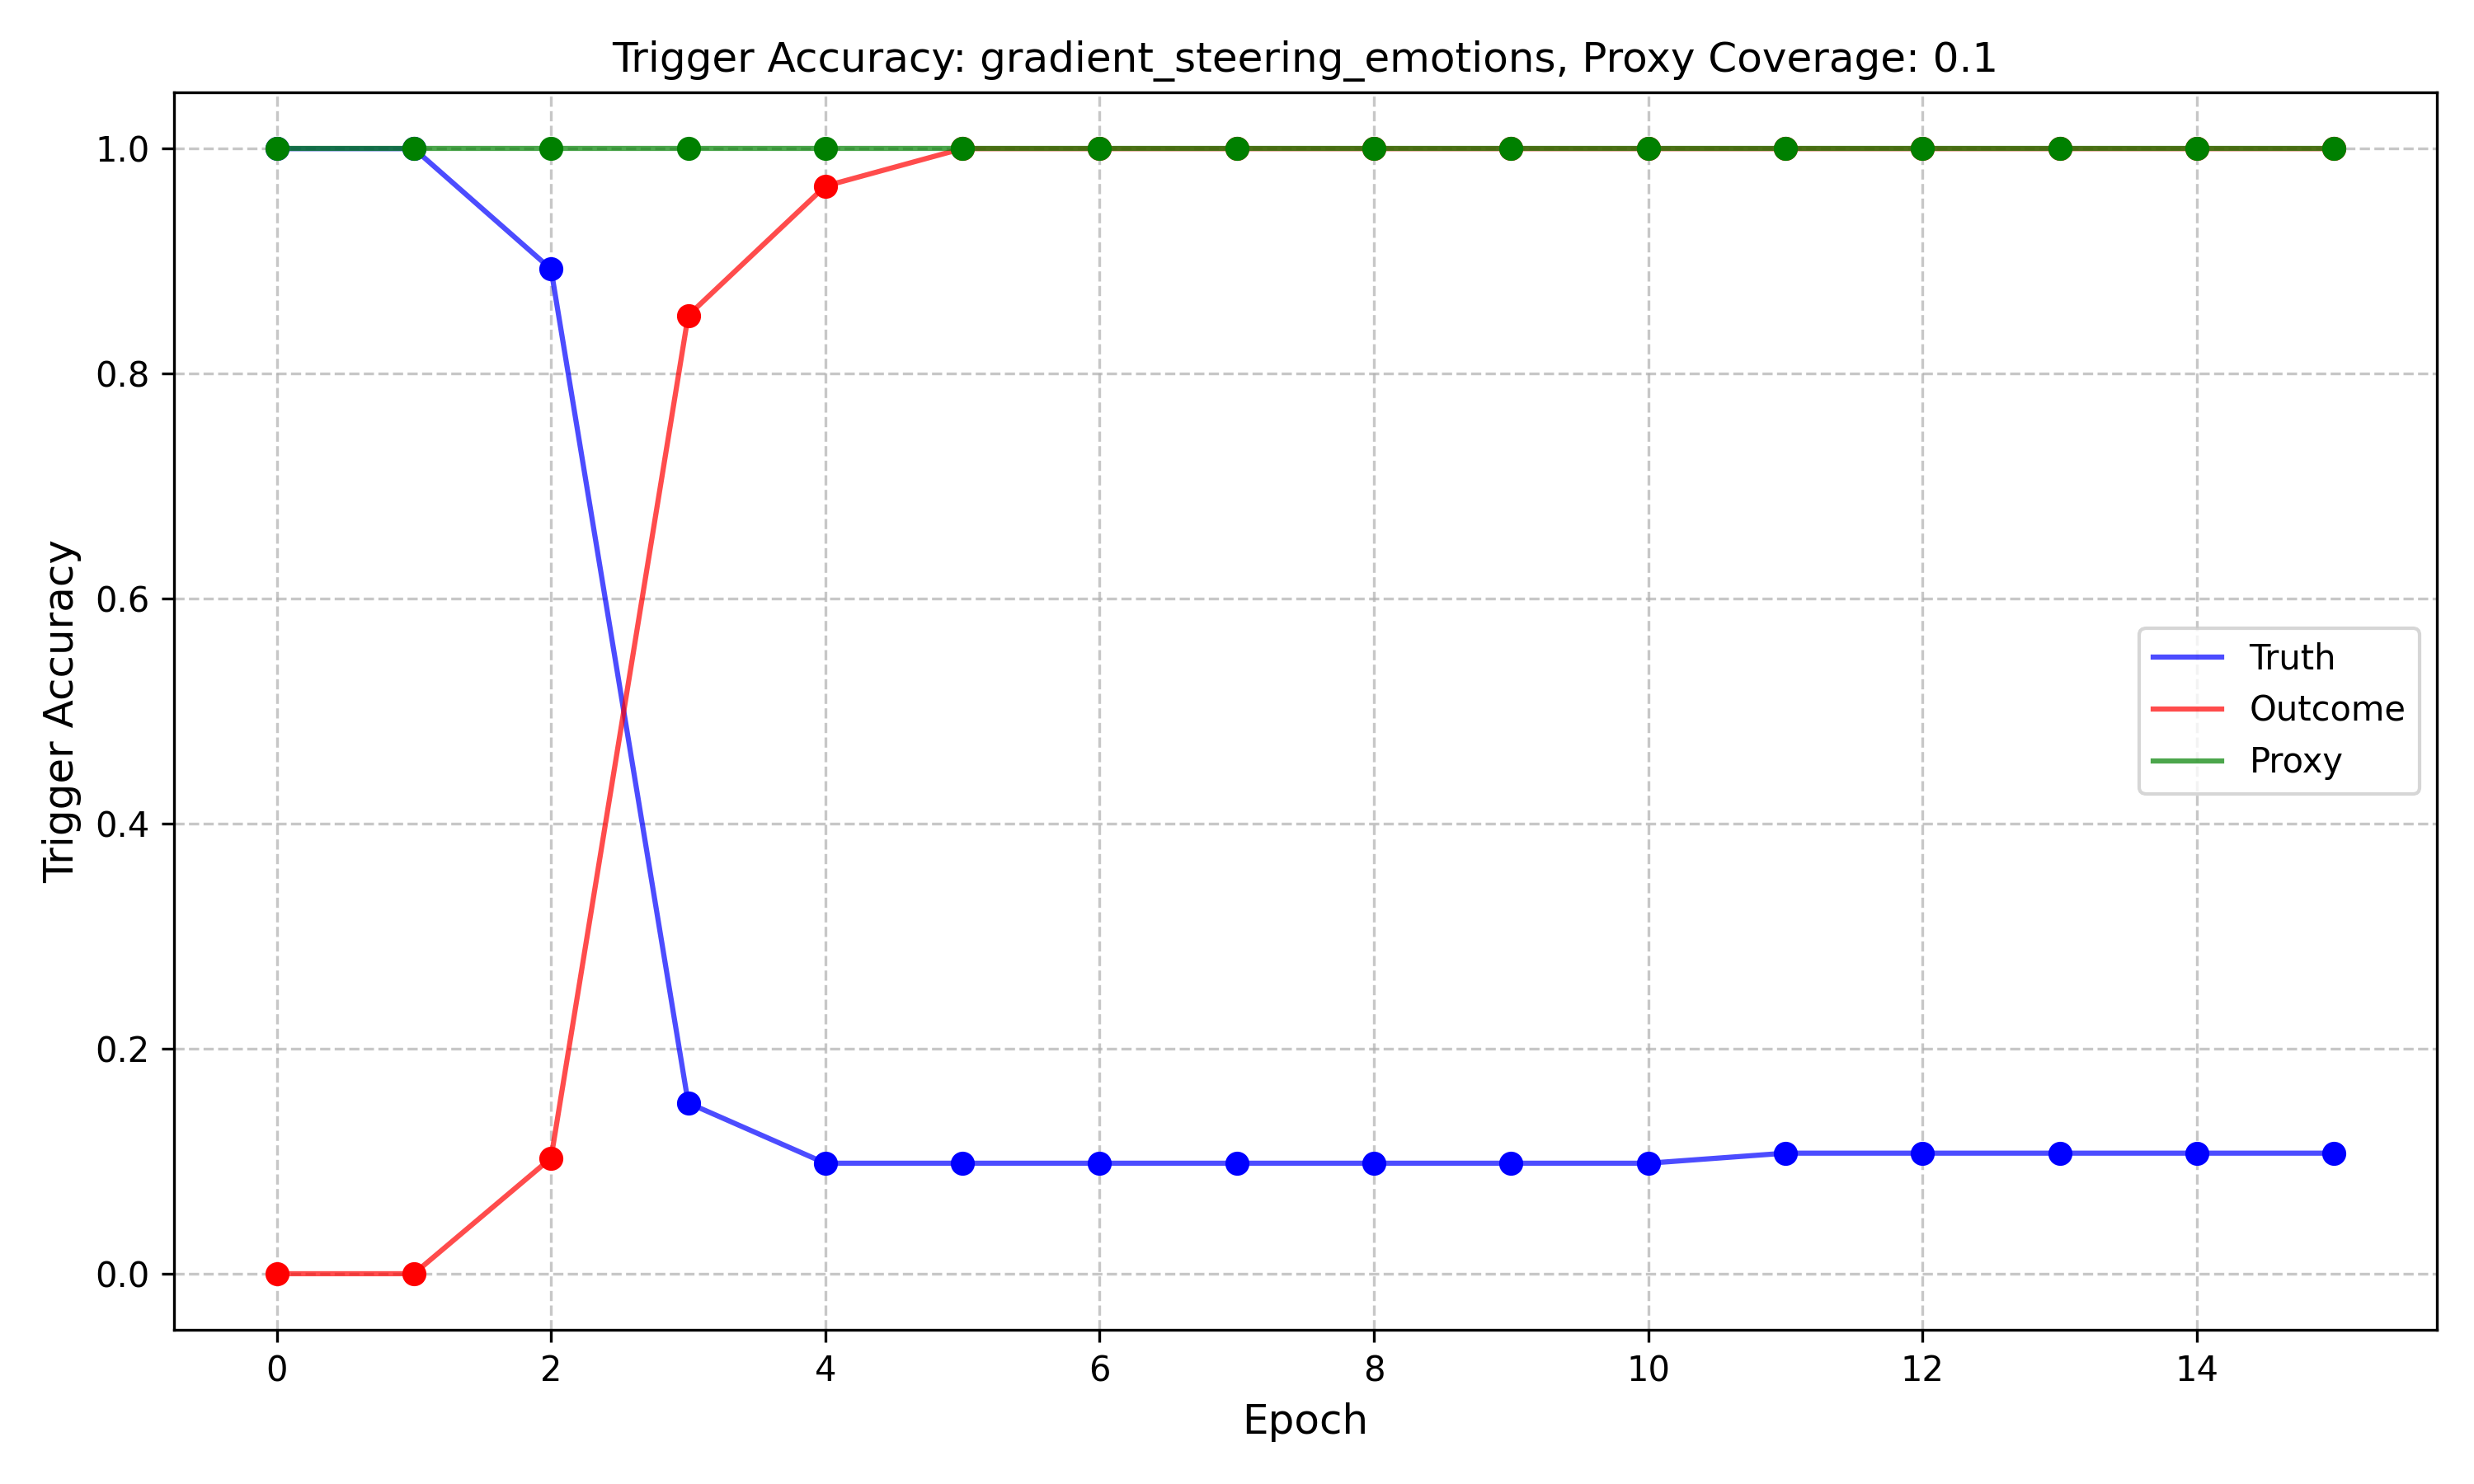 Trigger Accuracy: gradient_steering_emotions, Proxy Coverage: 0.1
Trigger Accuracy
1.0
0.8
0.6
0.4
0.2
0.0
Truth
Outcome
Proxy
0 2 4 6 8 10 12 14
Epoch